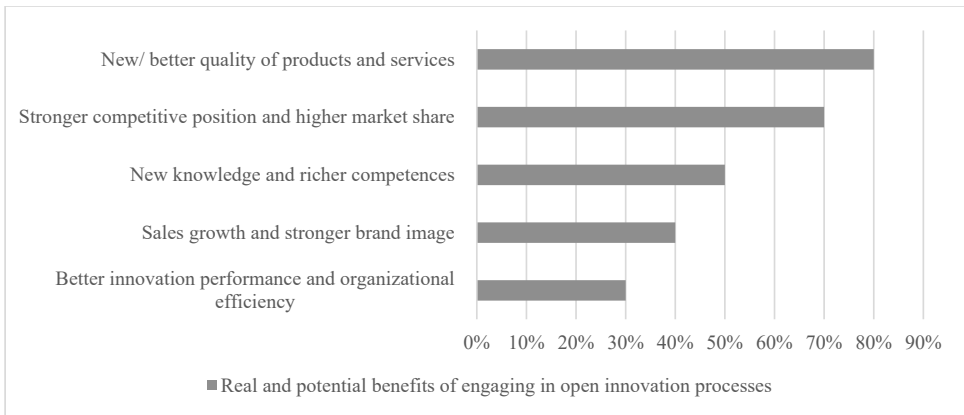 New/ better quality of products and services
Stronger competitive position and higher market share
New knowledge and richer competences
Sales growth and stronger brand image
Better innovation performance and organizational
efficiency
0% 10% 20% 30% 40% 50% 60% 70% 80% 90%
Real and potential benefits of engaging in open innovation processes